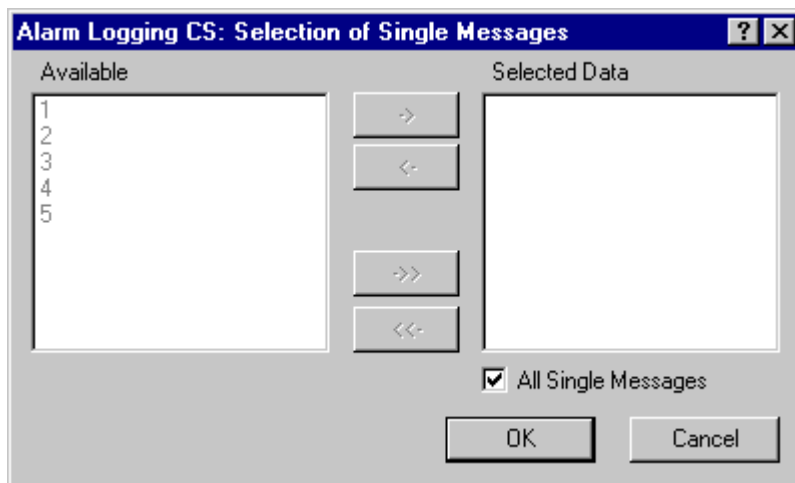 Alarm Logging CS: Selection of Single Messages ? X
Available
Selected Data
1
2
3
4
5
->
<-
->>
<<-
All Single Messages
OK
Cancel